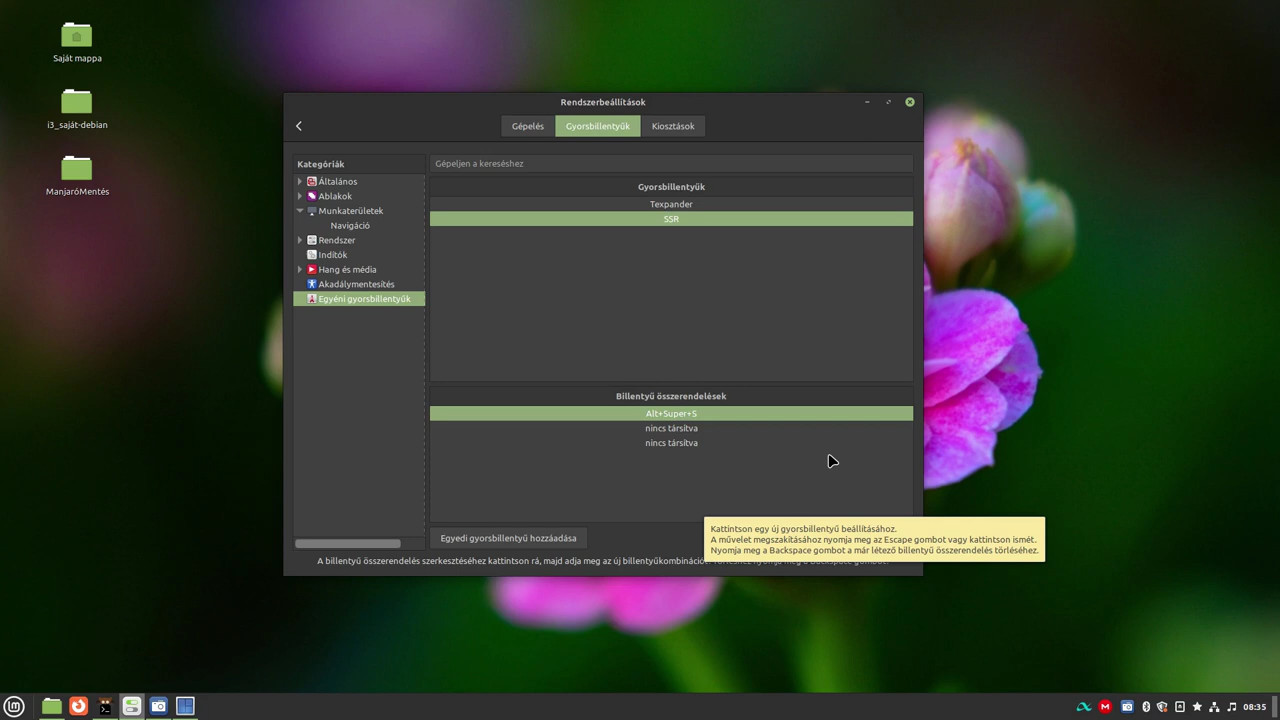 Saját mappa
i3_saját-debian
ManjaróMentés
Rendszerbeállítások
Gépelés
Gyorsbillentyűk
Kiosztások
Kategóriák
Általános
Ablakok
Munkaterületek
Navigáció
Rendszer
Indítók
Hang és média
Akadálymentesítés
Egyéni gyorsbillentyűk
Gépeljen a kereséshez
Gyorsbillentyűk
Texpander
SSR
Billentyű összerendelések
Alt+Super+S
nincs társítva
nincs társítva
Egyedi gyorsbillentyű hozzáadása
Kattintson egy új gyorsbillentyű beállításához.
A művelet megszakításához nyomja meg az Escape gombot vagy kattintson ismét.
Nyomja meg a Backspace gombot a már létező billentyű összerendelés törléséhez.
A billentyű összerendelés szerkesztéséhez kattintson rá, majd adja meg az új billentyűkombináció
08:35